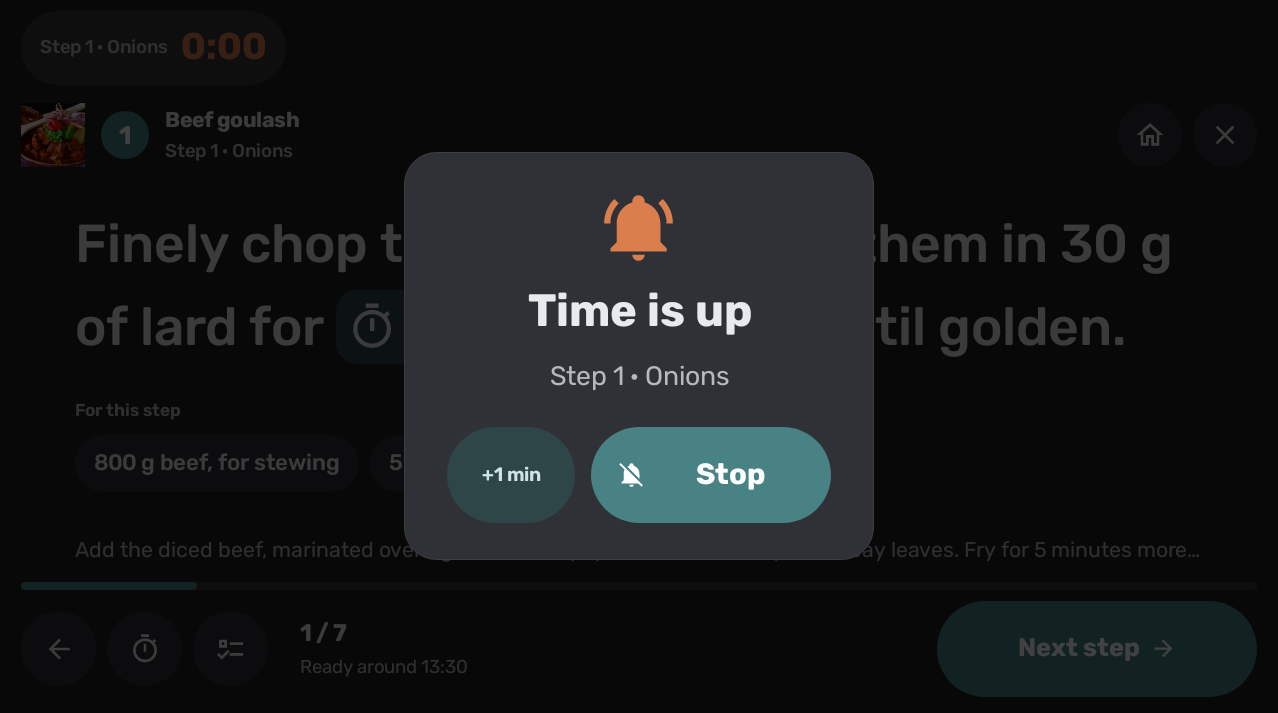 Step 1 • Onions 0:00
1
Beef goulash
Step 1 • Onions
Finely chop them in 30 g
of lard for til golden.
Time is up
Step 1 • Onions
For this step
800 g beef, for stewing 5
+1 min Stop
Add the diced beef, marinated leaves. Fry for 5 minutes more…
1 / 7
Ready around 13:30
Next step